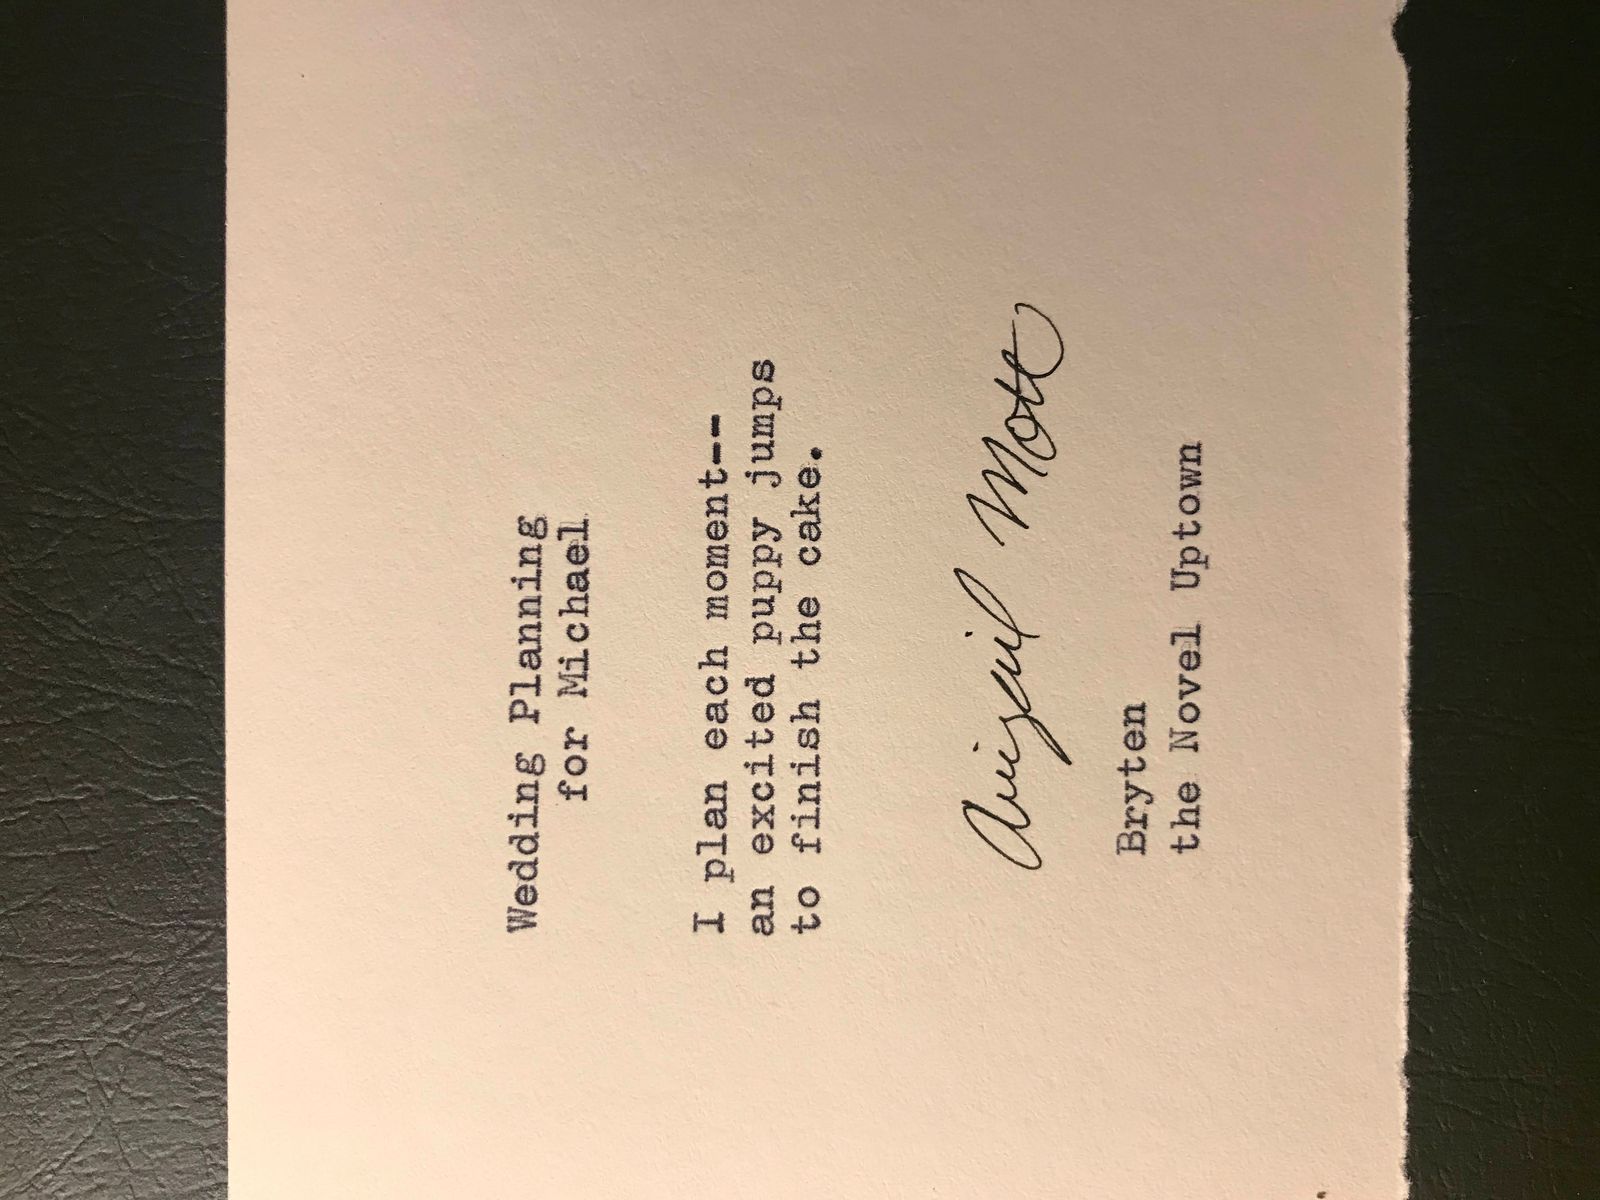 Wedding Planning
for Michael
I plan each moment--
an excited puppy jumps
to finish the cake.
Abigail Mott
Bryten
the Novel Uptown